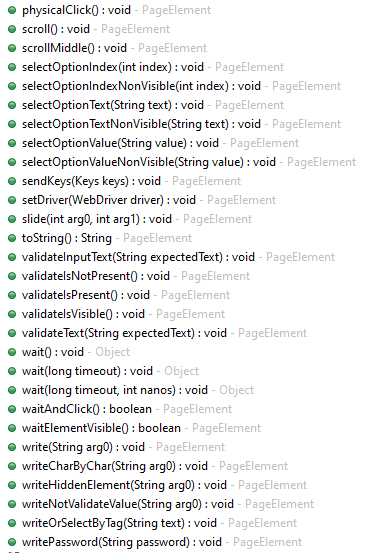 physicalClick() : void - PageElement
scroll() : void - PageElement
scrollMiddle() : void - PageElement
selectOptionIndex(int index) : void - PageElement
selectOptionIndexNonVisible(int index) : void - PageElement
selectOptionText(String text) : void - PageElement
selectOptionTextNonVisible(String text) : void - PageElement
selectOptionValue(String value) : void - PageElement
selectOptionValueNonVisible(String value) : void - PageElement
sendKeys(Keys keys) : void - PageElement
setDriver(WebDriver driver) : void - PageElement
slide(int arg0, int arg1) : void - PageElement
toString() : String - PageElement
validateInputText(String expectedText) : void - PageElement
validateIsNotPresent() : void - PageElement
validateIsPresent() : void - PageElement
validateIsVisible() : void - PageElement
validateText(String expectedText) : void - PageElement
wait() : void - Object
wait(long timeout) : void - Object
wait(long timeout, int nanos) : void - Object
waitAndClick() : boolean - PageElement
waitElementVisible() : boolean - PageElement
write(String arg0) : void - PageElement
writeCharByChar(String arg0) : void - PageElement
writeHiddenElement(String arg0) : void - PageElement
writeNotValidateValue(String arg0) : void - PageElement
writeOrSelectByTag(String text) : void - PageElement
writePassword(String password) : void - PageElement